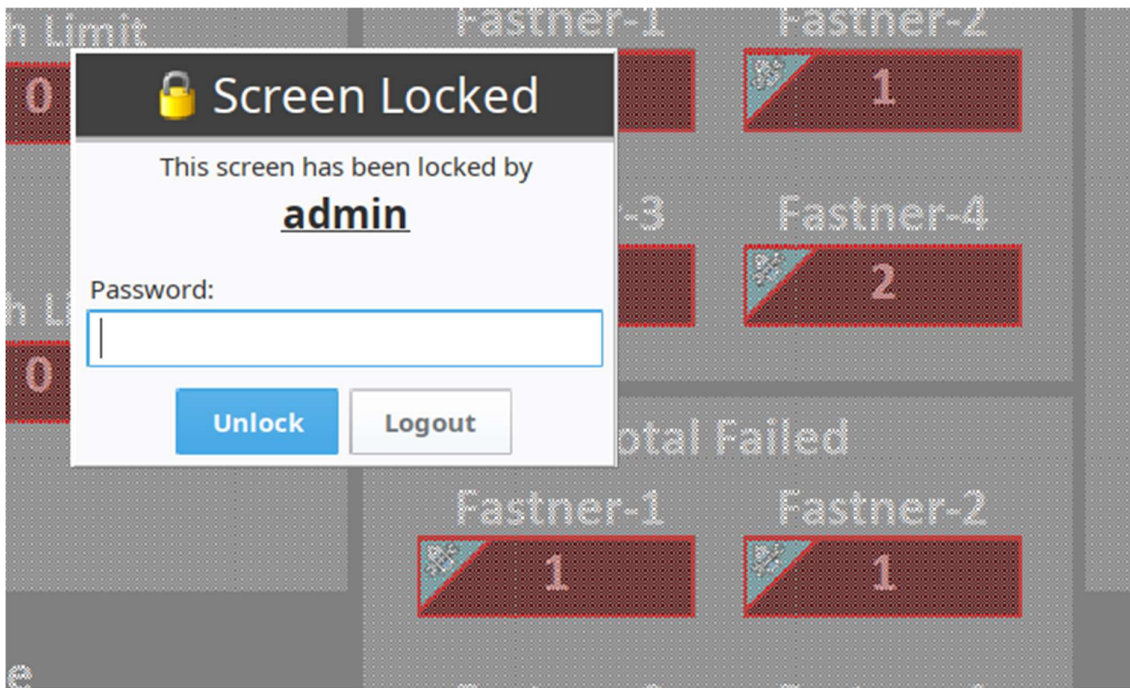 h Limit
0
Fastner-1
Fastner-2
1
Screen Locked
This screen has been locked by
admin
-3
Fastner-4
2
Password:
h Li
0
Unlock
Logout
otal Failed
Fastner-1
Fastner-2
1
1
e